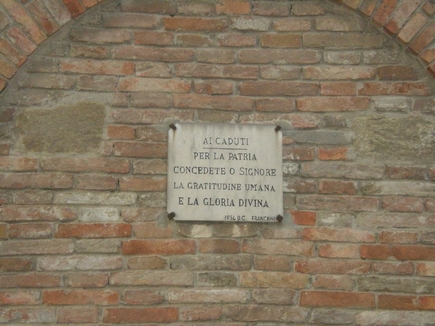 AI CADUTI
PER LA PATRIA
CONCEDETE O SIGNORE
LA GRATITUDINE UMANA
E LA GLORIA DIVINA